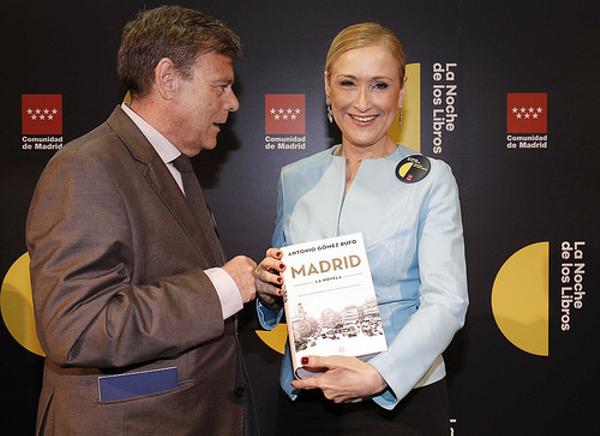 Comunidad
de Madrid
Comunidad
de Madrid
La Noche
de los Libros
Comunidad
de Madrid
La Noche
de los Libros
ANTONIO GÓMEZ RUFO
MADRID
LA NOVELA